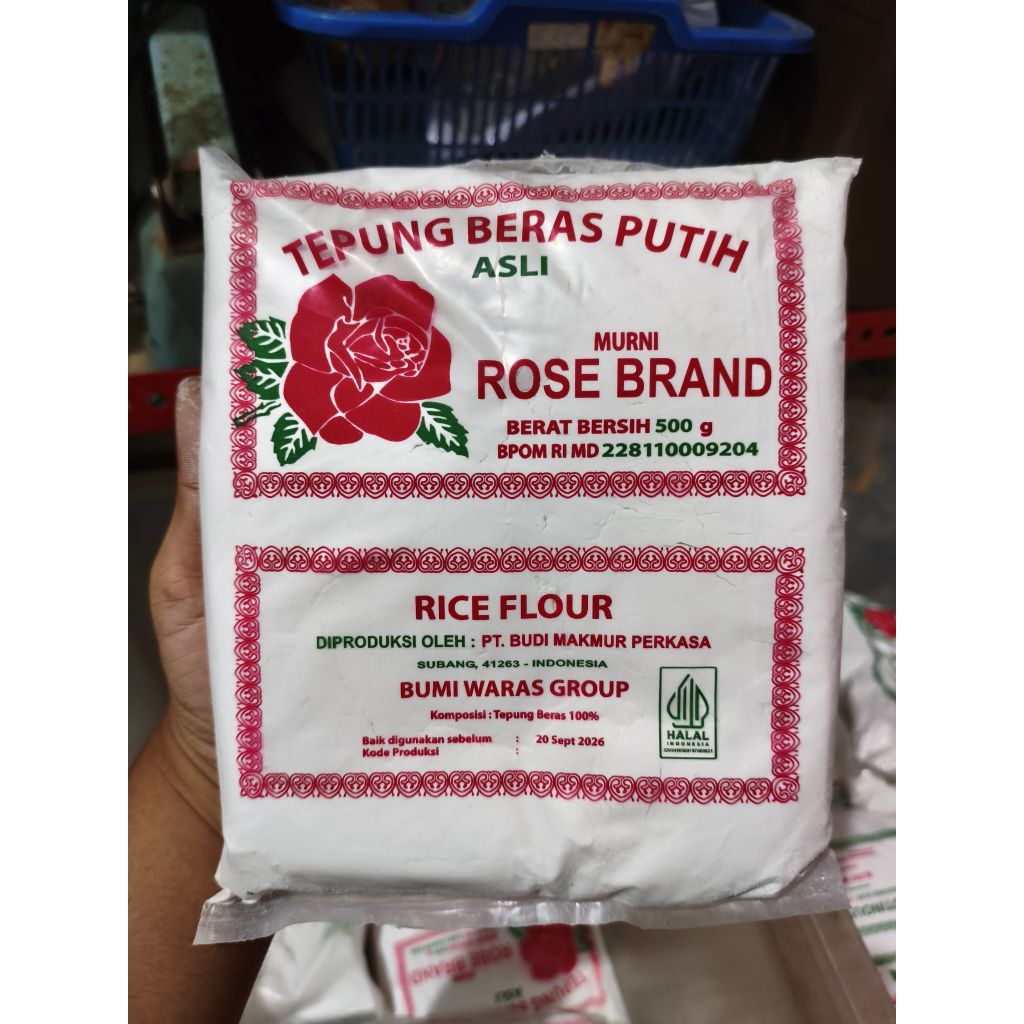 TEPUNG BERAS PUTIH
ASLI
MURNI
ROSE BRAND
BERAT BERSIH 500 g
BPOM RI MD 228110009204
RICE FLOUR
DIPRODUKSI OLEH : PT. BUDI MAKMUR PERKASA
SUBANG, 41263 - INDONESIA
BUMI WARAS GROUP
Komposisi : Tepung Beras 100%
Baik digunakan sebelum : 20 Sept 2026
Kode Produksi :
HALAL
INDONESIA
ROSE BRAND